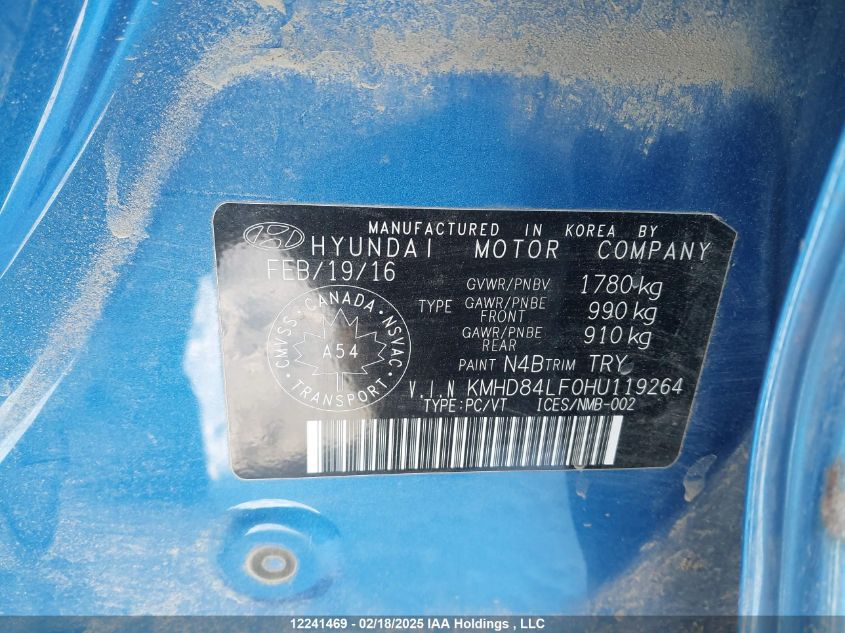 MANUFACTURED IN KOREA BY
HYUNDAI MOTOR COMPANY
FEB/19/16
GVWR/PNBV 1780 kg
TYPE GAWR/PNBE FRONT 990 kg
GAWR/PNBE REAR 910 kg
PAINT N4B TRIM TRY
CANADA
CMVSS NSVAC
A54
TRANSPORT
V.I.N KMHD84LF0HU119264
TYPE:PC/VT ICES/NMB-002
12241469 - 02/18/2025 IAA Holdings , LLC